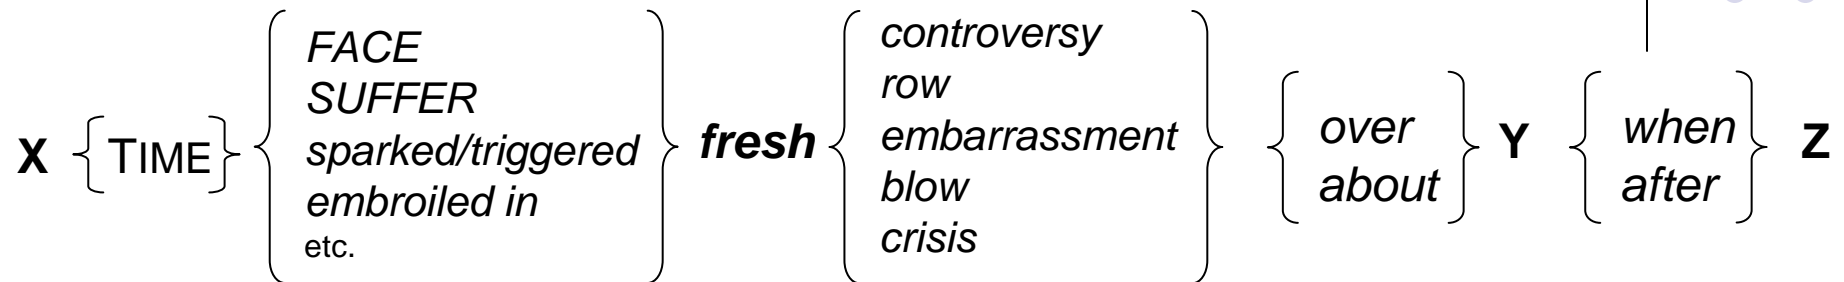 X { TIME }
FACE
SUFFER
sparked/triggered
embroiled in
etc.
fresh
controversy
row
embarrassment
blow
crisis
over
about
Y
when
after
Z